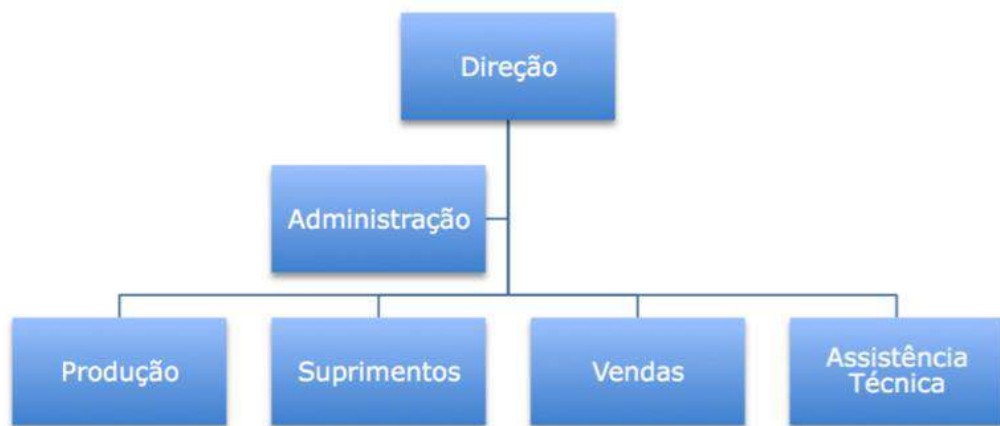 Direção
Administração
Produção
Suprimentos
Vendas
Assistência
Técnica